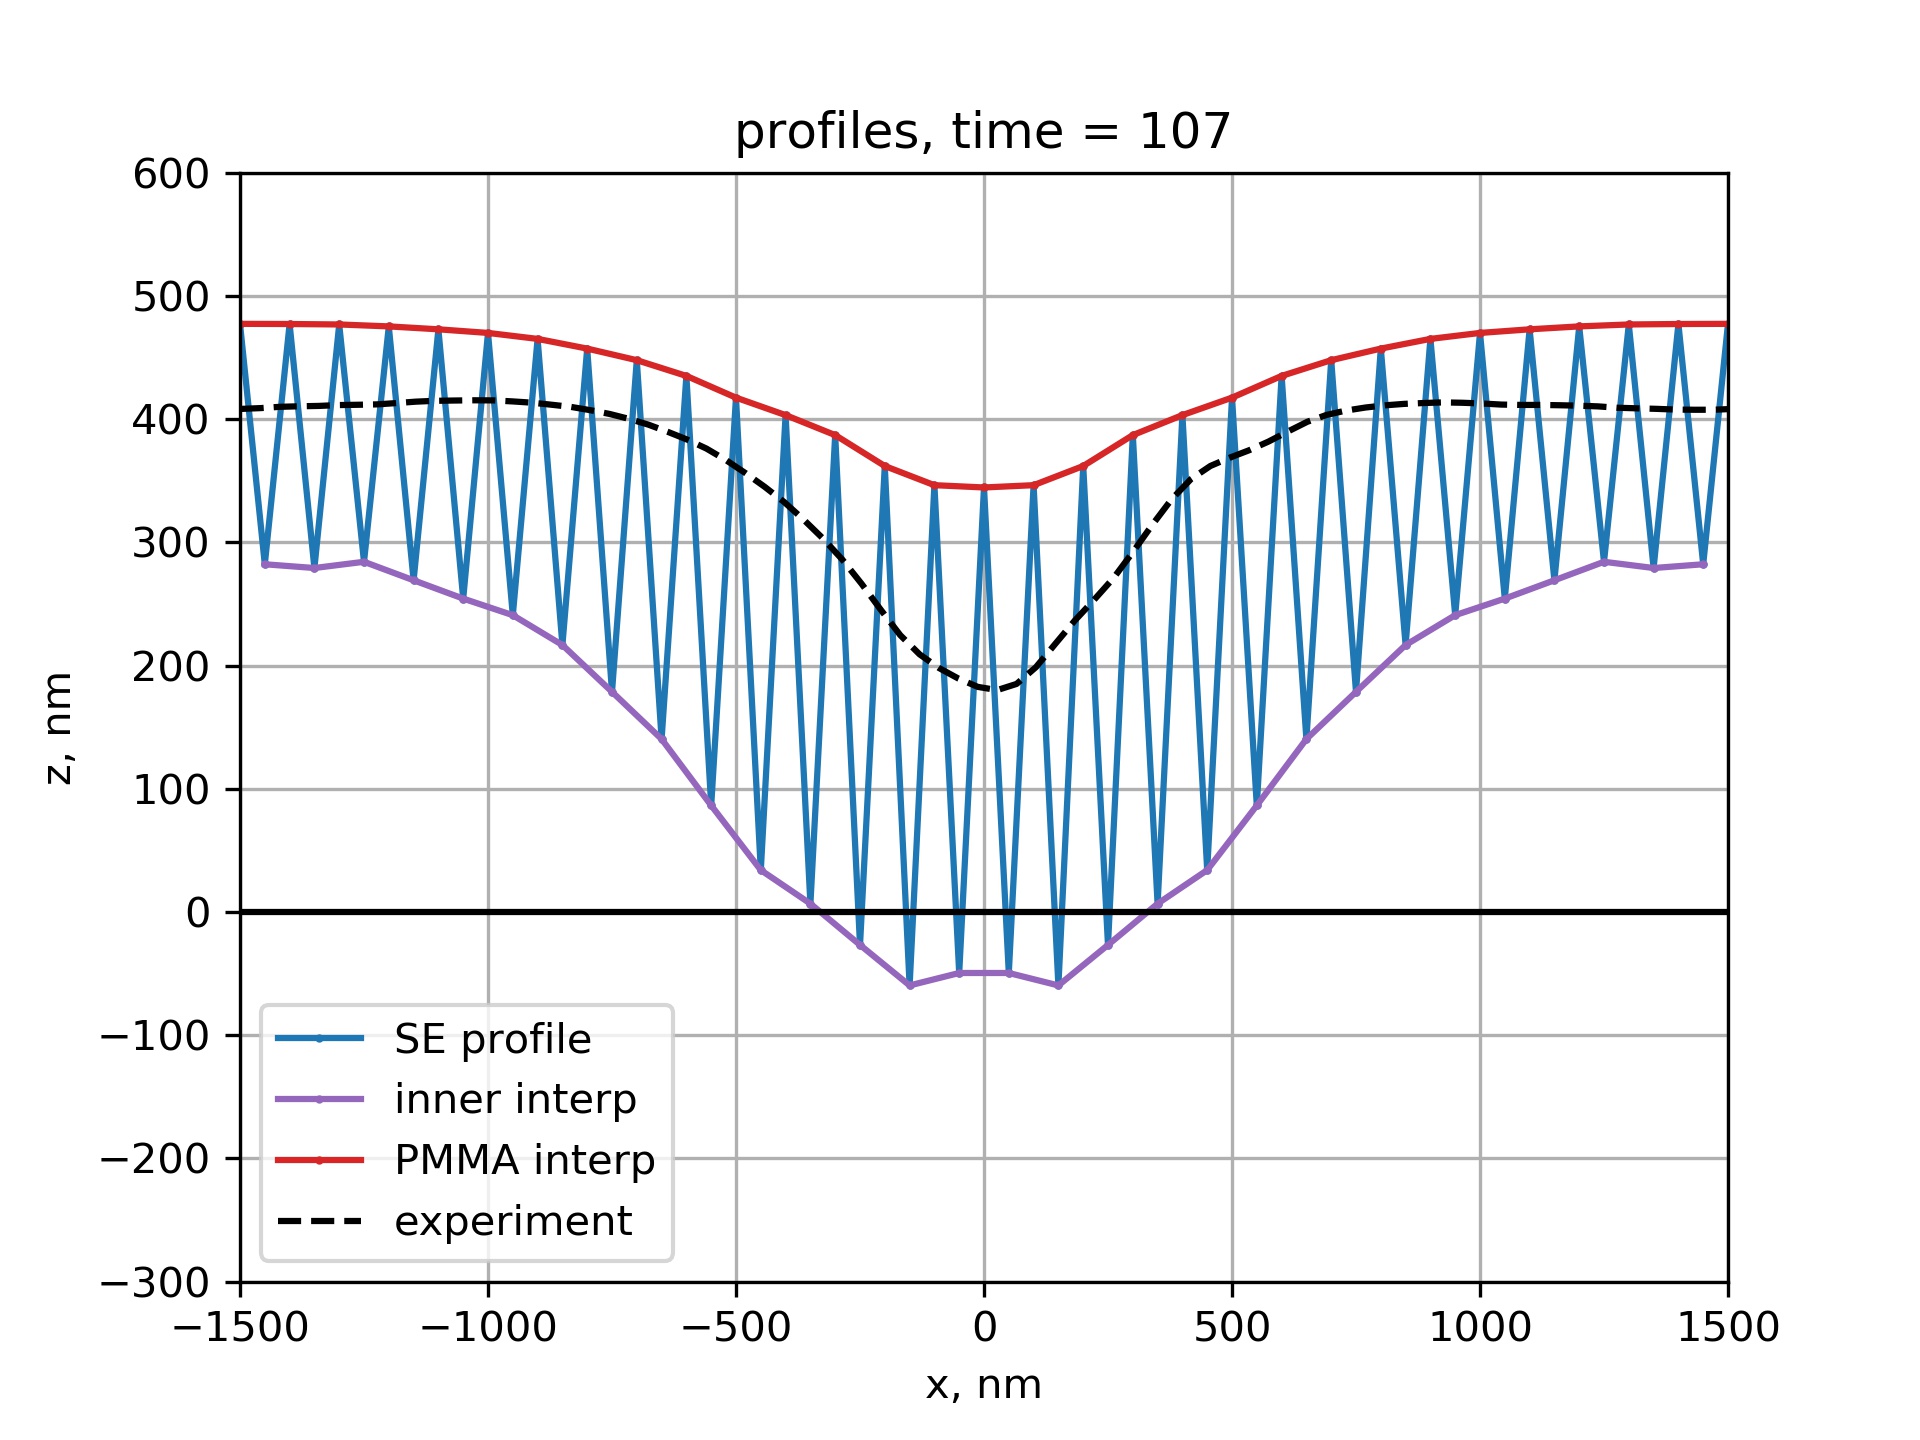 profiles, time = 107
600
500
400
300
200
100
0
−100
−200
−300
z, nm
SE profile
inner interp
PMMA interp
experiment
−1500 −1000 −500 0 500 1000 1500
x, nm